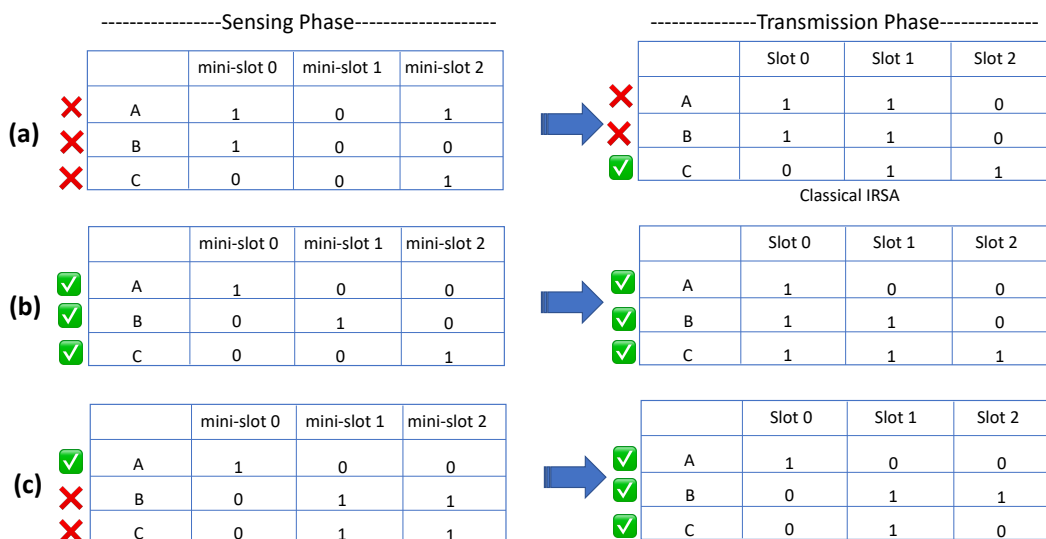 -----------------Sensing Phase-------------------- ---------------Transmission Phase--------------
(a)
mini-slot 0 mini-slot 1 mini-slot 2
A 1 0 1
B 1 0 0
C 0 0 1
Slot 0 Slot 1 Slot 2
A 1 1 0
B 1 1 0
C 0 1 1
Classical IRSA
(b)
mini-slot 0 mini-slot 1 mini-slot 2
A 1 0 0
B 0 1 0
C 0 0 1
Slot 0 Slot 1 Slot 2
A 1 0 0
B 1 1 0
C 1 1 1
(c)
mini-slot 0 mini-slot 1 mini-slot 2
A 1 0 0
B 0 1 1
C 0 1 1
Slot 0 Slot 1 Slot 2
A 1 0 0
B 0 1 1
C 0 1 0